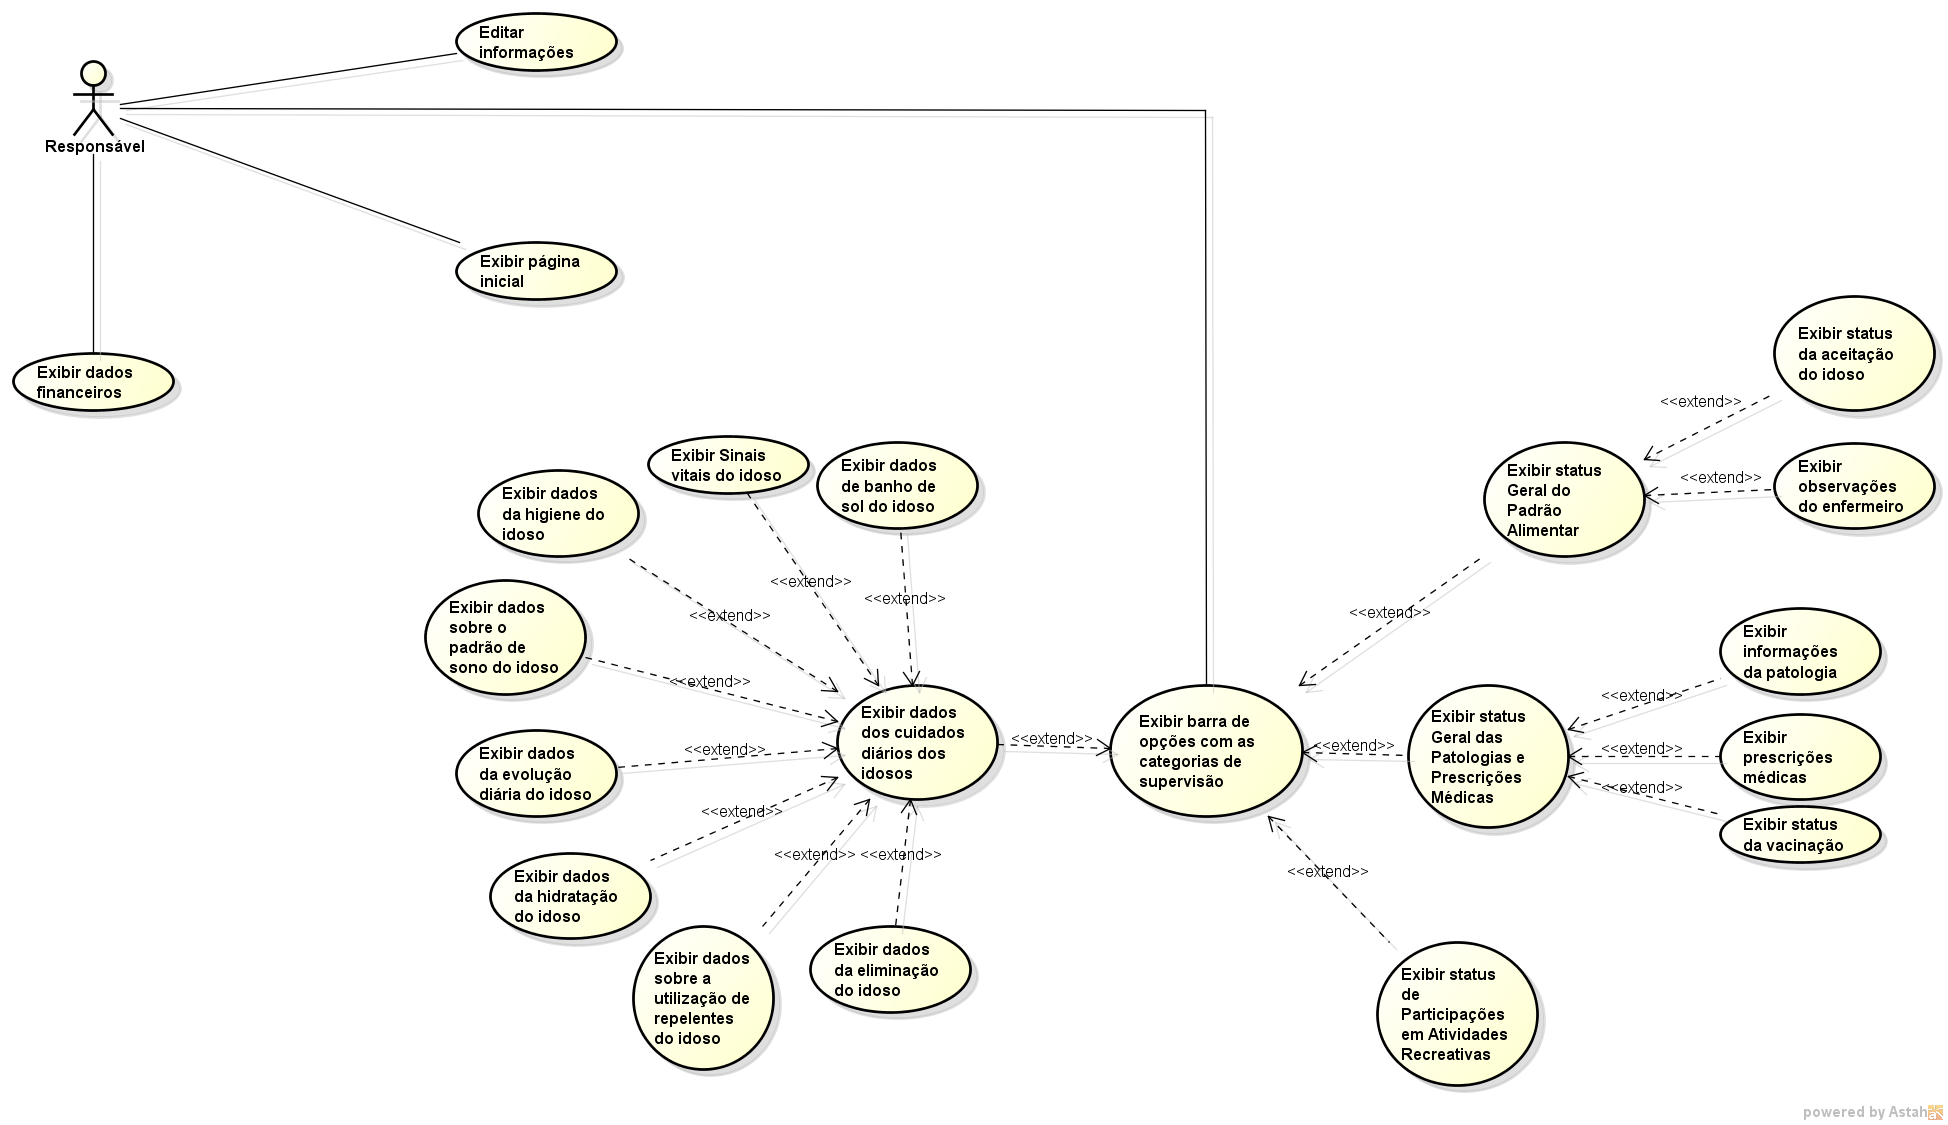 Editar
informações
Responsável
Exibir página
inicial
Exibir dados
financeiros
Exibir status
da aceitação
do idoso
<<extend>>
Exibir
observações
do enfermeiro
<<extend>>
Exibir status
Geral do
Padrão
Alimentar
<<extend>>
Exibir Sinais
vitais do idoso
<<extend>>
Exibir dados
de banho de
sol do idoso
<<extend>>
Exibir dados
da higiene do
idoso
<<extend>>
Exibir dados
sobre o
padrão de
sono do idoso
<<extend>>
Exibir dados
da evolução
diária do idoso
<<extend>>
Exibir dados
da hidratação
do idoso
<<extend>>
Exibir dados
sobre a
utilização de
repelentes
do idoso
<<extend>>
Exibir dados
da eliminação
do idoso
<<extend>>
Exibir dados
dos cuidados
diários dos
idosos
<<extend>>
Exibir barra de
opções com as
categorias de
supervisão
<<extend>>
Exibir status
Geral das
Patologias e
Prescrições
Médicas
<<extend>>
Exibir
informações
da patologia
<<extend>>
Exibir
prescrições
médicas
<<extend>>
Exibir status
da vacinação
<<extend>>
Exibir status
de
Participações
em Atividades
Recreativas
powered by Astah